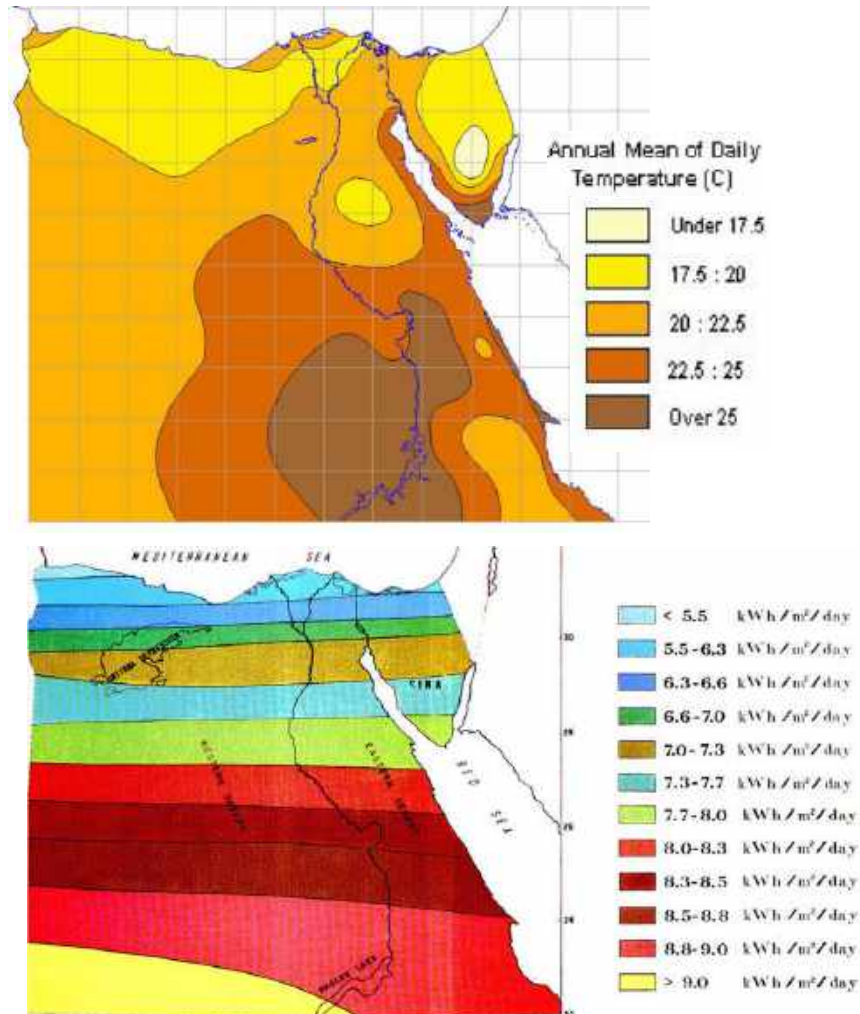 Annual Mean of Daily
Temperature (C)
Under 17.5
17.5 : 20
20 : 22.5
22.5 : 25
Over 25
MEDITERRANEAN SEA
SINA
WESTERN DESERT
EASTERN DESERT
RED SEA
30
< 5.5 kWh/m²/day
5.5-6.3 kWh/m²/day
6.3-6.6 kWh/m²/day
6.6-7.0 kWh/m²/day
7.0-7.3 kWh/m²/day
7.3-7.7 kWh/m²/day
7.7-8.0 kWh/m²/day
8.0-8.3 kWh/m²/day
8.3-8.5 kWh/m²/day
8.5-8.8 kWh/m²/day
8.8-9.0 kWh/m²/day
> 9.0 kWh/m²/day